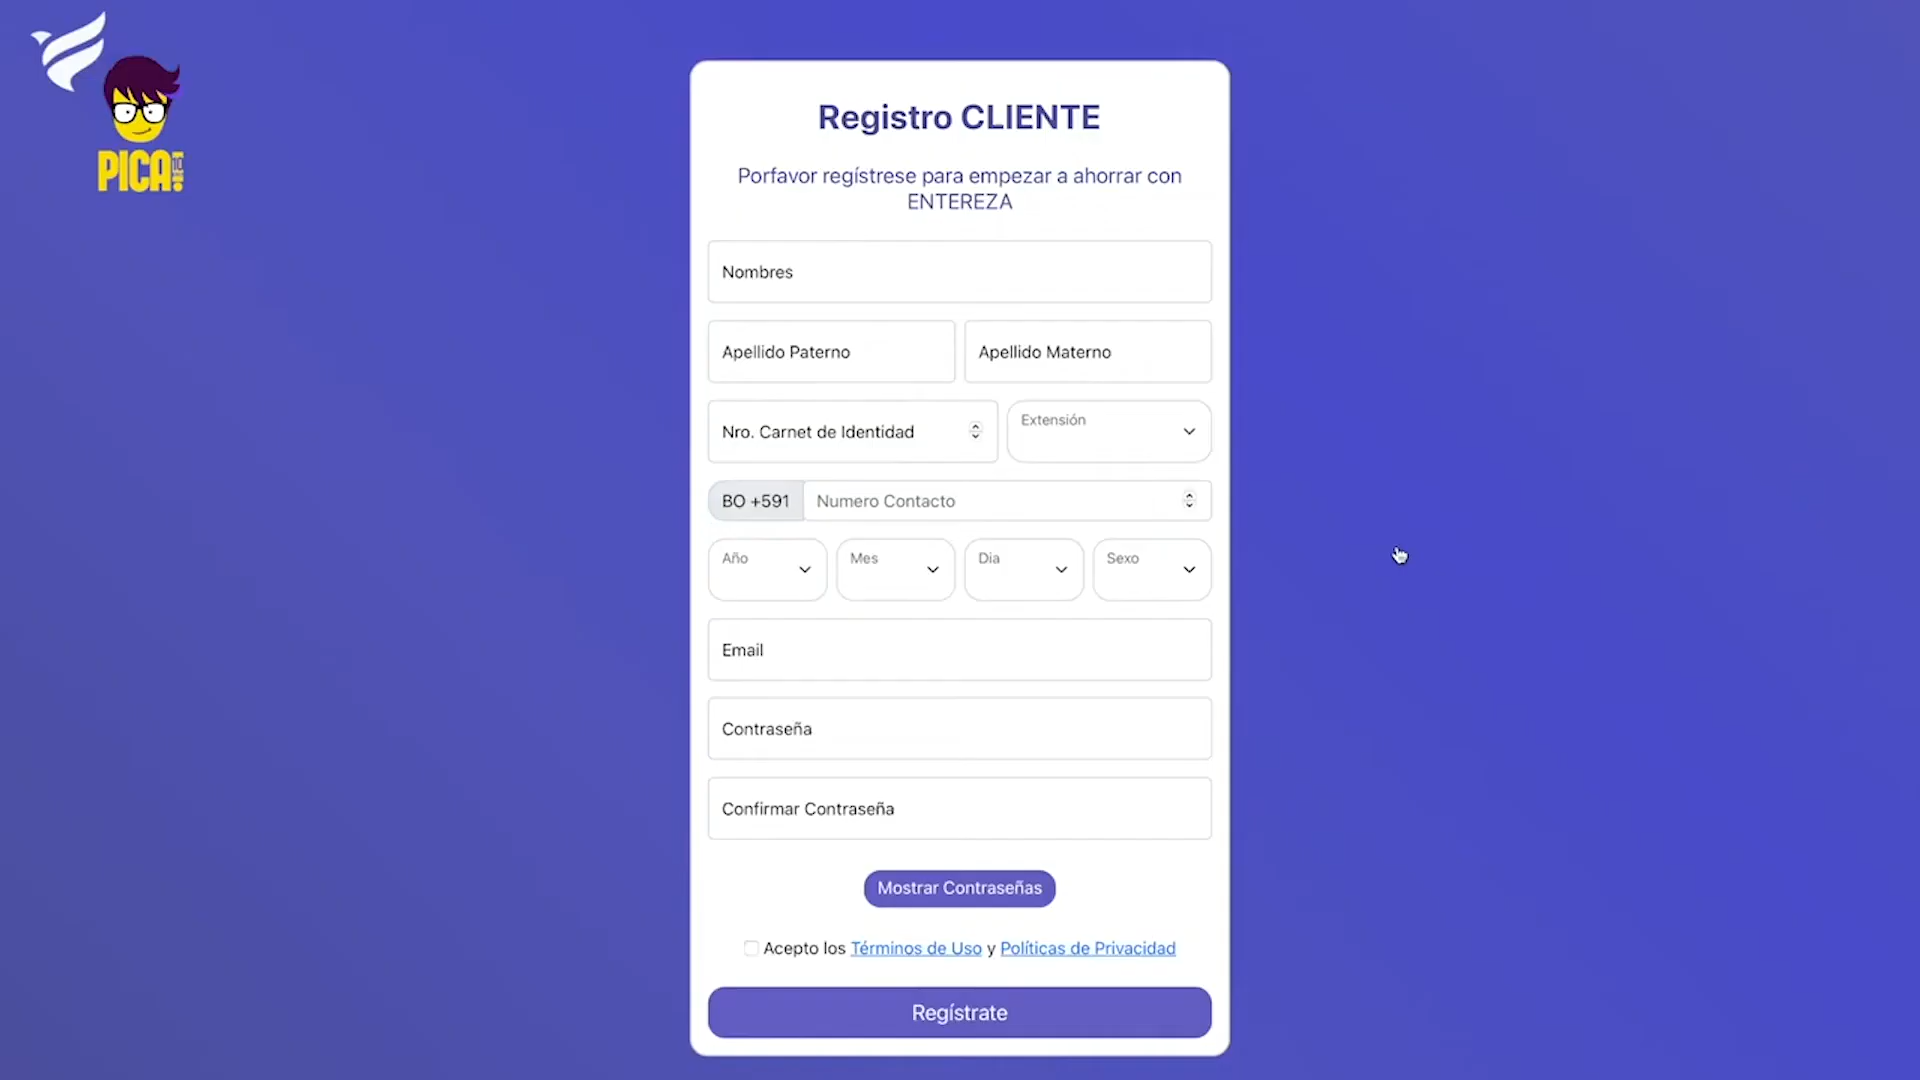 PICA
Registro CLIENTE
Porfavor regístrese para empezar a ahorrar con
ENTEREZA
Nombres
Apellido Paterno
Apellido Materno
Nro. Carnet de Identidad
Extensión
BO +591
Numero Contacto
Año
Mes
Dia
Sexo
Email
Contraseña
Confirmar Contraseña
Mostrar Contraseñas
Acepto los Términos de Uso y Políticas de Privacidad
Regístrate